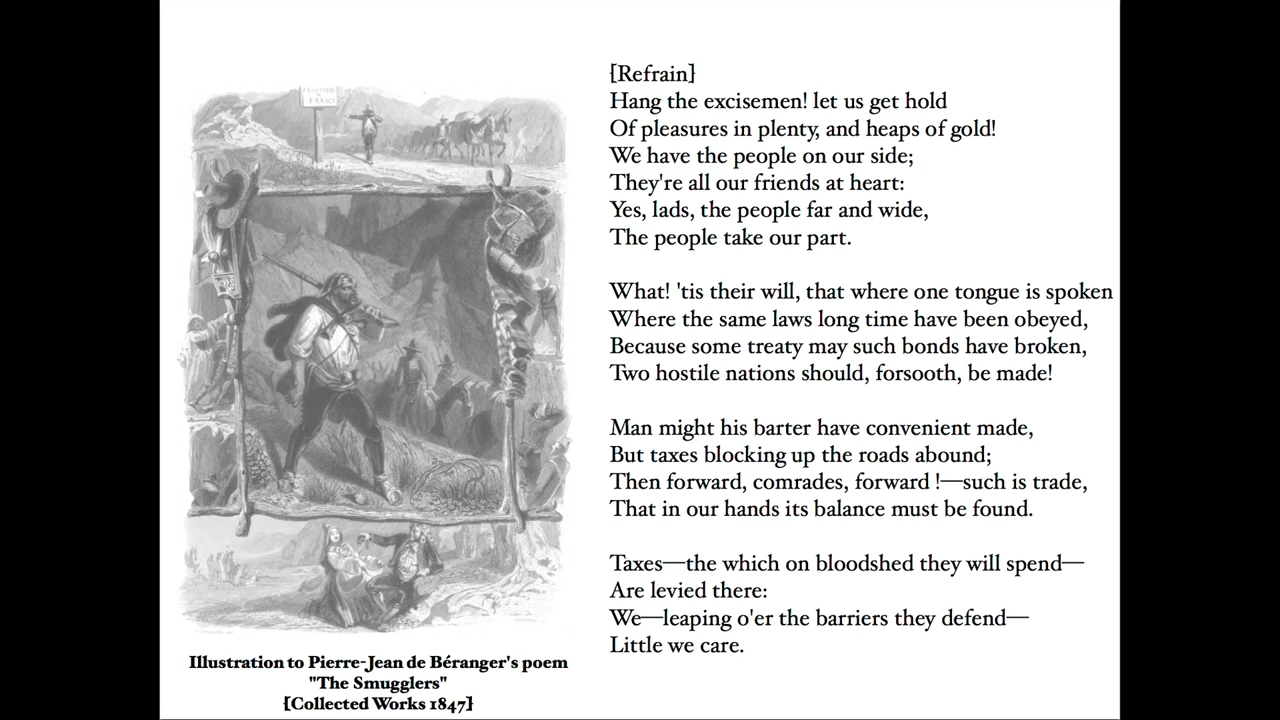 [Refrain]
Hang the excisemen! let us get hold
Of pleasures in plenty, and heaps of gold!
We have the people on our side;
They're all our friends at heart:
Yes, lads, the people far and wide,
The people take our part.
What! 'tis their will, that where one tongue is spoken
Where the same laws long time have been obeyed,
Because some treaty may such bonds have broken,
Two hostile nations should, forsooth, be made!
Man might his barter have convenient made,
But taxes blocking up the roads abound;
Then forward, comrades, forward !—such is trade,
That in our hands its balance must be found.
Taxes—the which on bloodshed they will spend—
Are levied there:
We—leaping o'er the barriers they defend—
Little we care.
Illustration to Pierre-Jean de Béranger's poem
"The Smugglers"
[Collected Works 1847]